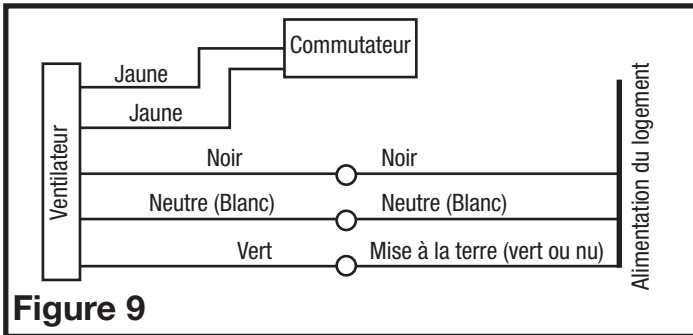 Commutateur
Jaune
Jaune
Ventilateur
Noir
Noir
Neutre (Blanc)
Neutre (Blanc)
Vert
Mise à la terre (vert ou nu)
Alimentation du logement
Figure 9